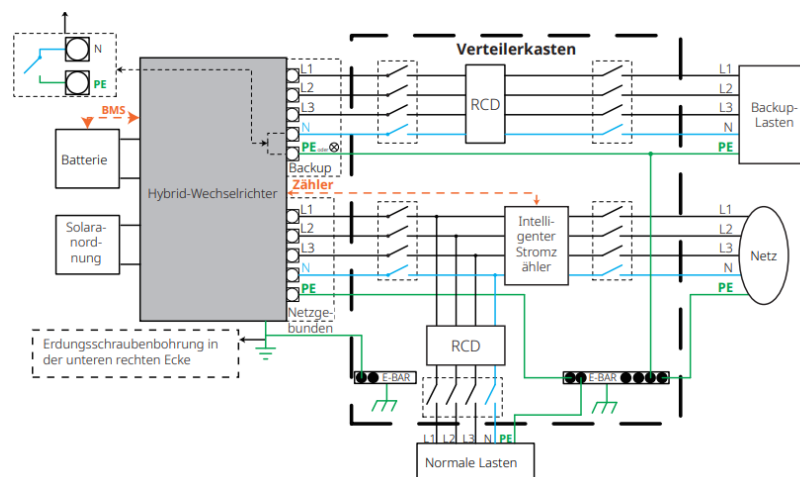 N
PE
BMS
Batterie
Solara-
nord-
nung
Hybrid-Wechselrichter
L1
L2
L3
N
PE oder
Backup
Zähler
L1
L2
L3
N
PE
Netzge-
bunden
Erdungsschraubenbohrung in
der unteren rechten Ecke
Verteilerkasten
RCD
L1
L2
L3
N
PE
Backup-
Lasten
Intelli-
genter
Stromz
ähler
L1
L2
L3
N
PE
Netz
RCD
E-BAR
E-BAR
L1 L2 L3 N PE
Normale Lasten